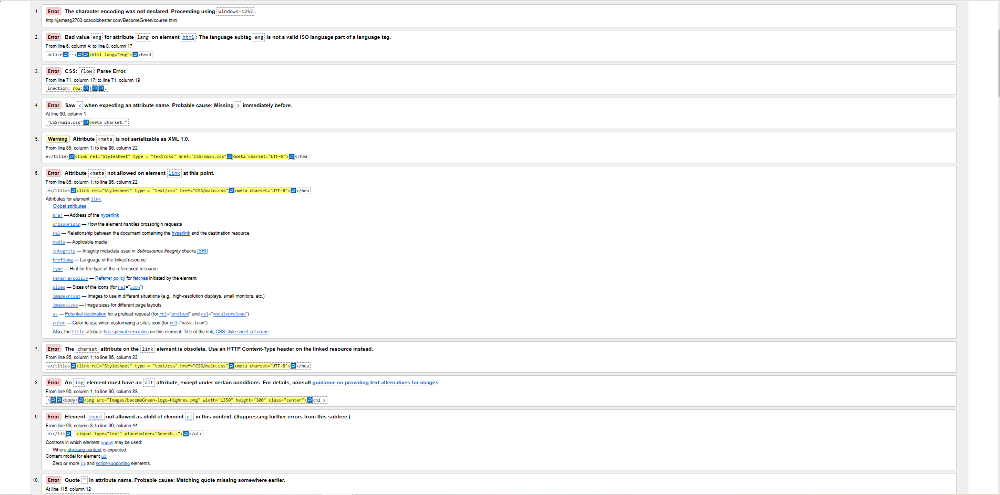 1. Error The character encoding was not declared. Proceeding using windows-1252.
http://jamesg2703.ccacolchester.com/BecomeGreen/course.html
2. Error Bad value eng for attribute lang on element html: The language subtag eng is not a valid ISO language part of a language tag.
From line 6, column 4; to line 8, column 17
actice↩-->↩↩<html lang="eng">↩<head
3. Error CSS: flow: Parse Error.
From line 71, column 17; to line 71, column 19
irection: row;↩}↩↩.
4. Error Saw < when expecting an attribute name. Probable cause: Missing > immediately before.
At line 86, column 1
"CSS/main.css"↩<meta charset="
5. Warning Attribute <meta is not serializable as XML 1.0.
From line 85, column 1; to line 86, column 22
e</title>↩<link rel="Stylesheet" type = "text/css" href="CSS/main.css"↩<meta charset="UTF-8">↩</hea
6. Error Attribute <meta not allowed on element link at this point.
From line 85, column 1; to line 86, column 22
e</title>↩<link rel="Stylesheet" type = "text/css" href="CSS/main.css"↩<meta charset="UTF-8">↩</hea
Attributes for element link:
Global attributes
href — Address of the hyperlink
crossorigin — How the element handles crossorigin requests
rel — Relationship between the document containing the hyperlink and the destination resource
media — Applicable media
integrity — Integrity metadata used in Subresource Integrity checks [SRI]
hreflang — Language of the linked resource
type — Hint for the type of the referenced resource
referrerpolicy — Referrer policy for fetches initiated by the element
sizes — Sizes of the icons (for rel="icon")
imagesrcset — Images to use in different situations (e.g., high-resolution displays, small monitors, etc.)
imagesizes — Image sizes for different page layouts
as — Potential destination for a preload request (for rel="preload" and rel="modulepreload")
color — Color to use when customizing a site's icon (for rel="mask-icon")
Also, the title attribute has special semantics on this element: Title of the link; CSS style sheet set name.
7. Error The charset attribute on the link element is obsolete. Use an HTTP Content-Type header on the linked resource instead.
From line 85, column 1; to line 86, column 22
e</title>↩<link rel="Stylesheet" type = "text/css" href="CSS/main.css"↩<meta charset="UTF-8">↩</hea
8. Error An img element must have an alt attribute, except under certain conditions. For details, consult guidance on providing text alternatives for images.
From line 90, column 1; to line 90, column 88
>↩↩<body>↩<img src="Images/becomeGreen-logo-Highres.png" width="1350" height="300" class="center">↩<h1 s
9. Error Element input not allowed as child of element ul in this context. (Suppressing further errors from this subtree.)
From line 99, column 3; to line 99, column 44
a></li>↩ <input type="text" placeholder="Search..">↩</ul>
Contexts in which element input may be used:
Where phrasing content is expected.
Content model for element ul:
Zero or more li and script-supporting elements.
10. Error Quote " in attribute name. Probable cause: Matching quote missing somewhere earlier.
At line 115, column 12